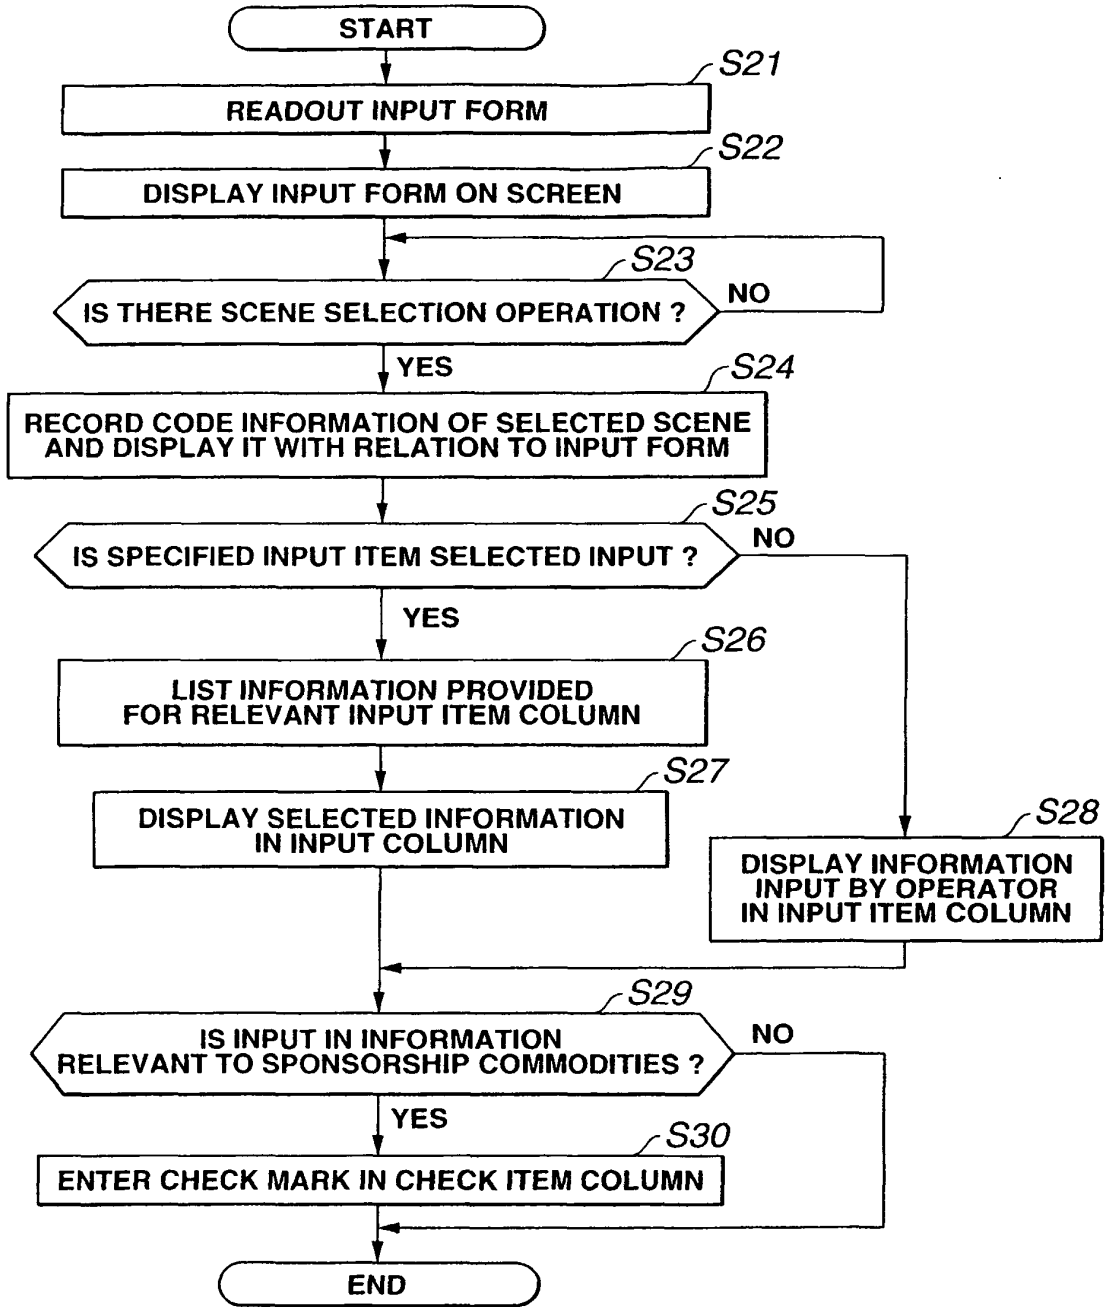 START
S21
READOUT INPUT FORM
S22
DISPLAY INPUT FORM ON SCREEN
S23
IS THERE SCENE SELECTION OPERATION ?
NO
YES
S24
RECORD CODE INFORMATION OF SELECTED SCENE
AND DISPLAY IT WITH RELATION TO INPUT FORM
S25
IS SPECIFIED INPUT ITEM SELECTED INPUT ?
NO
YES
S26
LIST INFORMATION PROVIDED
FOR RELEVANT INPUT ITEM COLUMN
S27
DISPLAY SELECTED INFORMATION
IN INPUT COLUMN
S28
DISPLAY INFORMATION
INPUT BY OPERATOR
IN INPUT ITEM COLUMN
S29
IS INPUT IN INFORMATION
RELEVANT TO SPONSORSHIP COMMODITIES ?
NO
YES
S30
ENTER CHECK MARK IN CHECK ITEM COLUMN
END